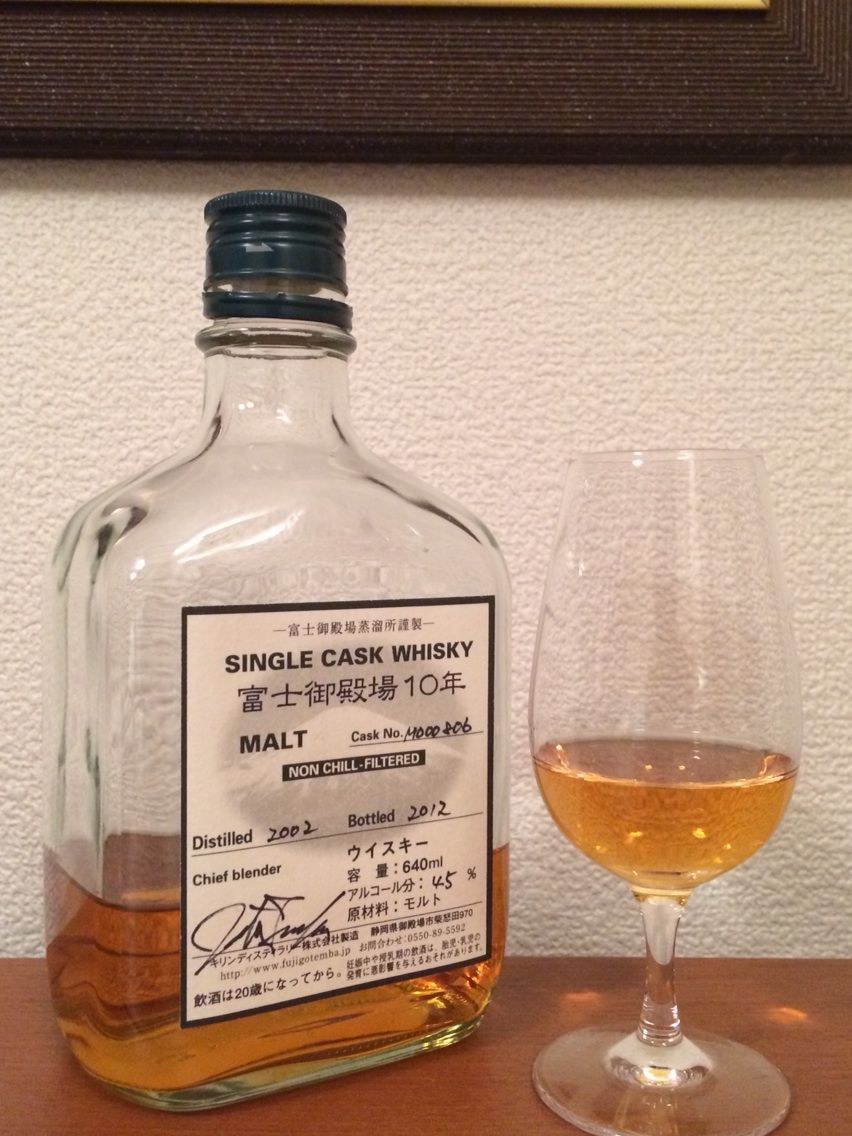 ―富士御殿場蒸溜所謹製―
SINGLE CASK WHISKY
富士御殿場10年
MALT Cask No. M000806
NON CHILL-FILTERED
Distilled 2002 Bottled 2012
ウイスキー
Chief blender 容 量:640ml
アルコール分: 45 %
原材料:モルト
キリンディスティラリー株式会社製造 静岡県御殿場市柴怒田970
http://www.fujigotemba.jp お問合わせ:0550-89-5592
飲酒は20歳になってから。 妊娠中や授乳期の飲酒は、胎児・乳児の
発育に悪影響を与えるおそれがあります。